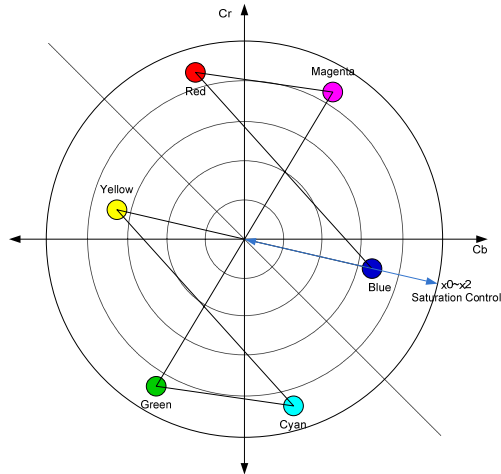 Cr
Magenta
Red
Yellow
Cb
Blue
x0~x2
Saturation Control
Green
Cyan